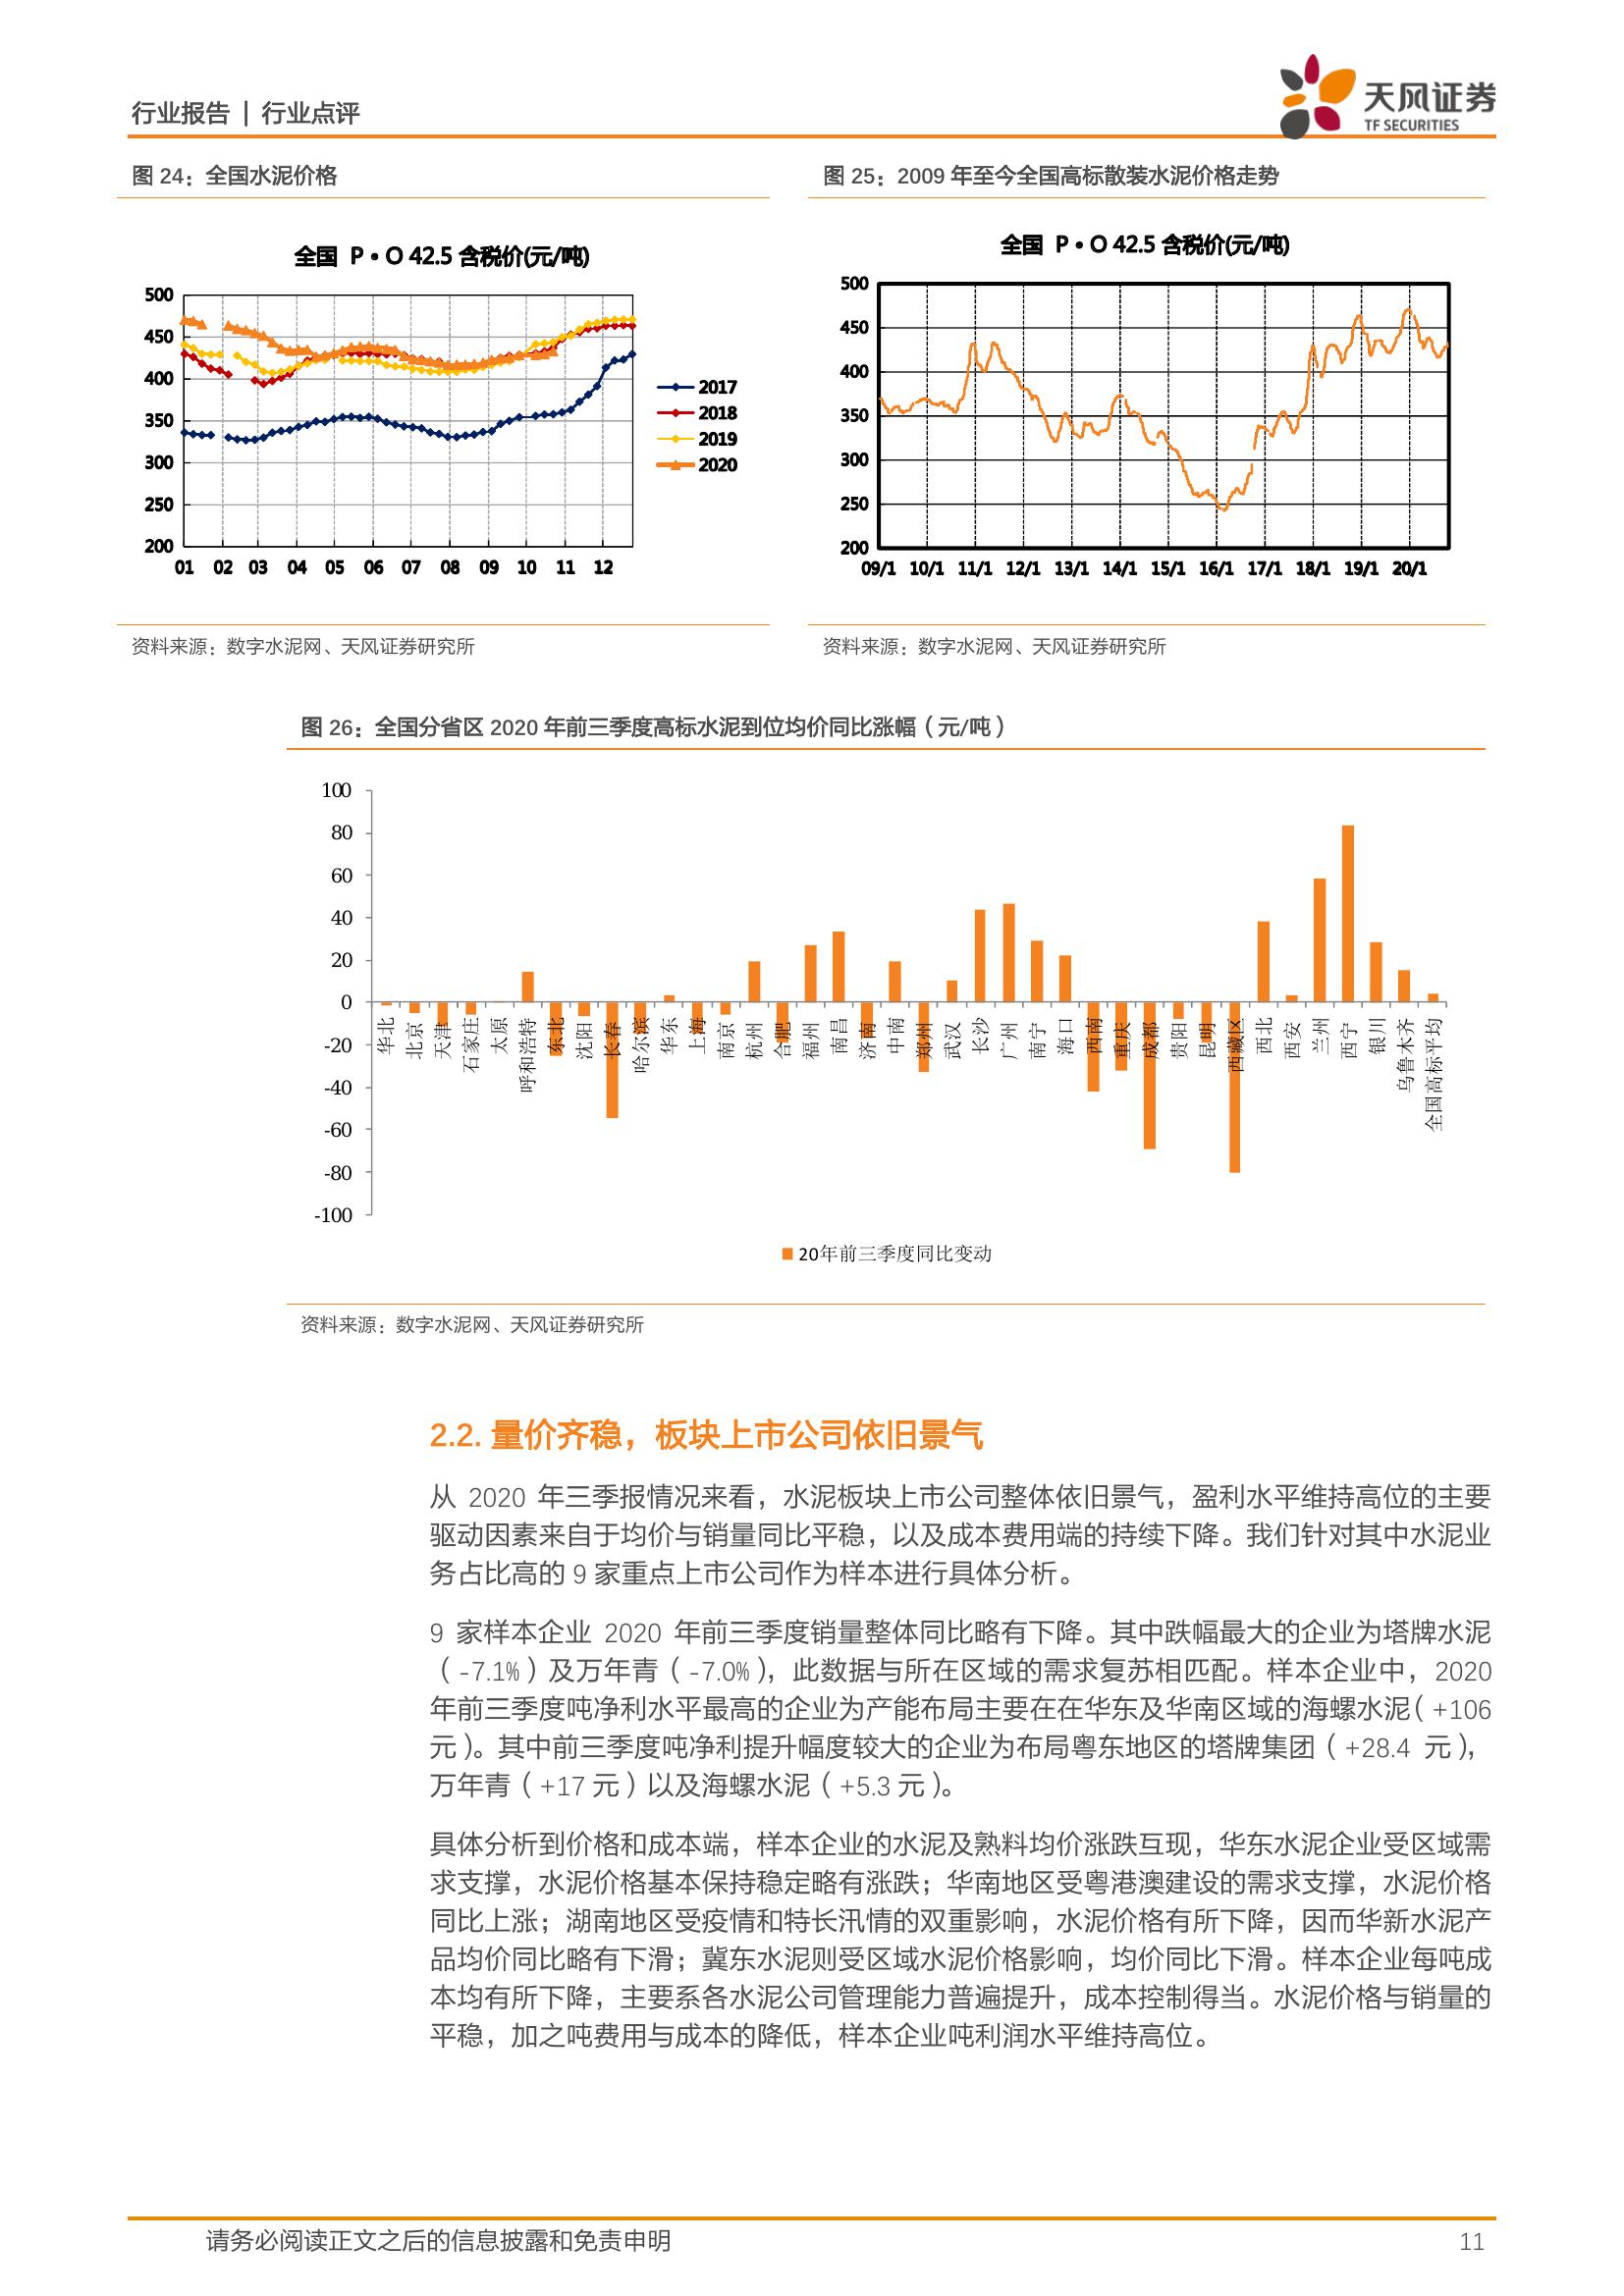 行业报告 | 行业点评
天风证券
TF SECURITIES
图 24：全国水泥价格
全国 P • O 42.5 含税价(元/吨)
500
450
400
350
300
250
200
01 02 03 04 05 06 07 08 09 10 11 12
2017
2018
2019
2020
资料来源：数字水泥网、天风证券研究所
图 25：2009 年至今全国高标散装水泥价格走势
全国 P • O 42.5 含税价(元/吨)
500
450
400
350
300
250
200
09/1 10/1 11/1 12/1 13/1 14/1 15/1 16/1 17/1 18/1 19/1 20/1
资料来源：数字水泥网、天风证券研究所
图 26：全国分省区 2020 年前三季度高标水泥到位均价同比涨幅（元/吨）
100
80
60
40
20
0
-20
-40
-60
-80
-100
华北
北京
天津
石家庄
太原
呼和浩特
东北
沈阳
长春
哈尔滨
华东
上海
南京
杭州
合肥
福州
南昌
济南
中南
郑州
武汉
长沙
广州
南宁
海口
西南
重庆
成都
贵阳
昆明
西藏区
西北
西安
兰州
西宁
银川
乌鲁木齐
全国高标平均
20年前三季度同比变动
资料来源：数字水泥网、天风证券研究所
2.2. 量价齐稳，板块上市公司依旧景气
从 2020 年三季报情况来看，水泥板块上市公司整体依旧景气，盈利水平维持高位的主要
驱动因素来自于均价与销量同比平稳，以及成本费用端的持续下降。我们针对其中水泥业
务占比高的 9 家重点上市公司作为样本进行具体分析。
9 家样本企业 2020 年前三季度销量整体同比略有下降。其中跌幅最大的企业为塔牌水泥
（-7.1%）及万年青（-7.0%），此数据与所在区域的需求复苏相匹配。样本企业中，2020
年前三季度吨净利水平最高的企业为产能布局主要在在华东及华南区域的海螺水泥（+106
元）。其中前三季度吨净利提升幅度较大的企业为布局粤东地区的塔牌集团（+28.4 元），
万年青（+17 元）以及海螺水泥（+5.3 元）。
具体分析到价格和成本端，样本企业的水泥及熟料均价涨跌互现，华东水泥企业受区域需
求支撑，水泥价格基本保持稳定略有涨跌；华南地区受粤港澳建设的需求支撑，水泥价格
同比上涨；湖南地区受疫情和特长汛情的双重影响，水泥价格有所下降，因而华新水泥产
品均价同比略有下滑；冀东水泥则受区域水泥价格影响，均价同比下滑。样本企业每吨成
本均有所下降，主要系各水泥公司管理能力普遍提升，成本控制得当。水泥价格与销量的
平稳，加之吨费用与成本的降低，样本企业吨利润水平维持高位。
请务必阅读正文之后的信息披露和免责申明
11